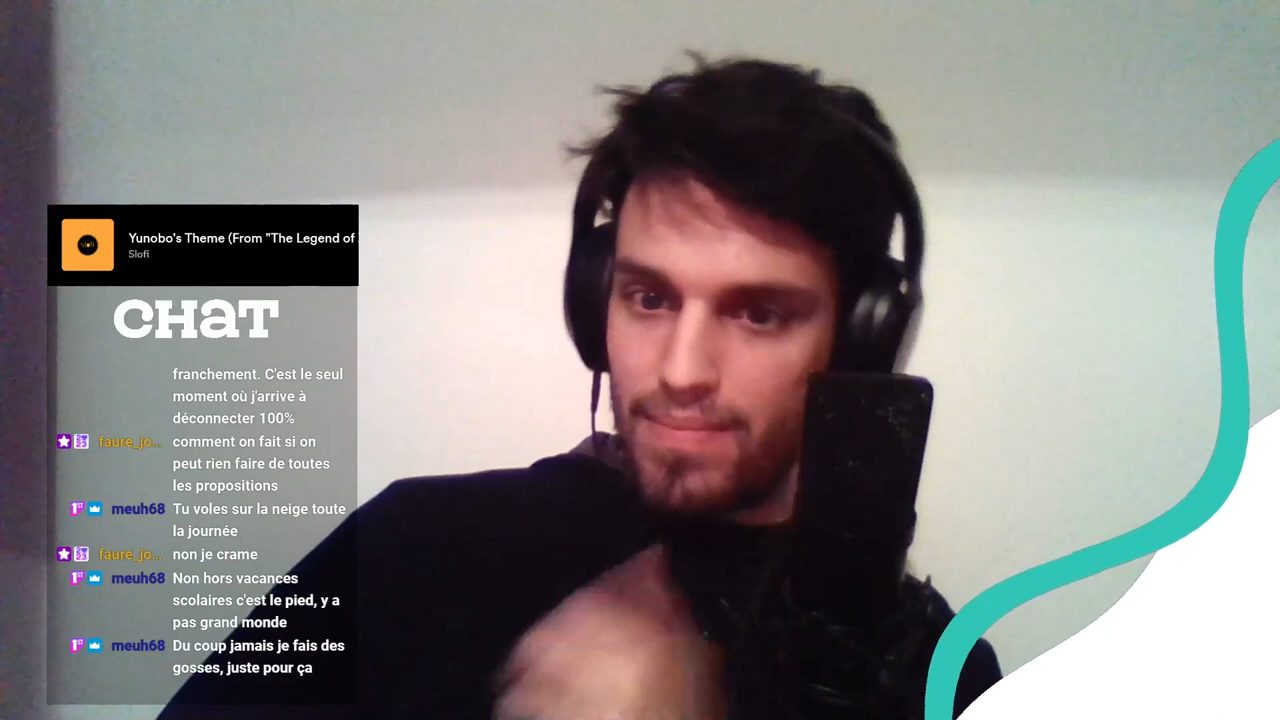 Yunobo's Theme (From "The Legend of
Slofi
slofi
CHAT
franchement. C'est le seul
moment où j'arrive à
déconnecter 100%
faure_jo... comment on fait si on
peut rien faire de toutes
les propositions
meuh68 Tu voles sur la neige toute
la journée
faure_jo... non je crame
meuh68 Non hors vacances
scolaires c'est le pied, y a
pas grand monde
meuh68 Du coup jamais je fais des
gosses, juste pour ça